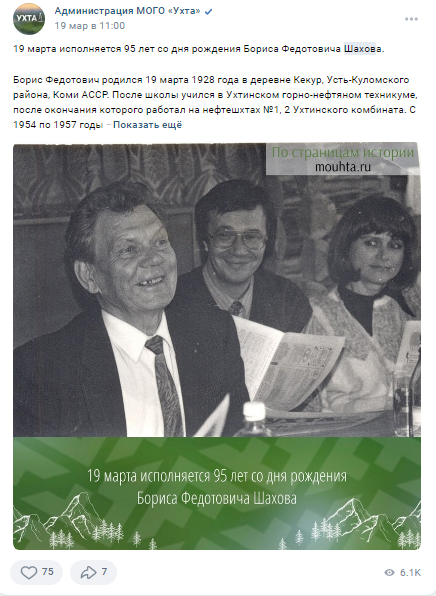 УХТА
Администрация МОГО «Ухта»
19 мар в 11:00
19 марта исполняется 95 лет со дня рождения Бориса Федотовича Шахова.
Борис Федотович родился 19 марта 1928 года в деревне Кекур, Усть-Куломского
района, Коми АССР. После школы учился в Ухтинском горно-нефтяном техникуме,
после окончания которого работал на нефтешхтах №1, 2 Ухтинского комбината. С
1954 по 1957 годы - Показать ещё
По страницам истории
mouhta.ru
19 марта исполняется 95 лет со дня рождения
Бориса Федотовича Шахова
75
7
6.1K